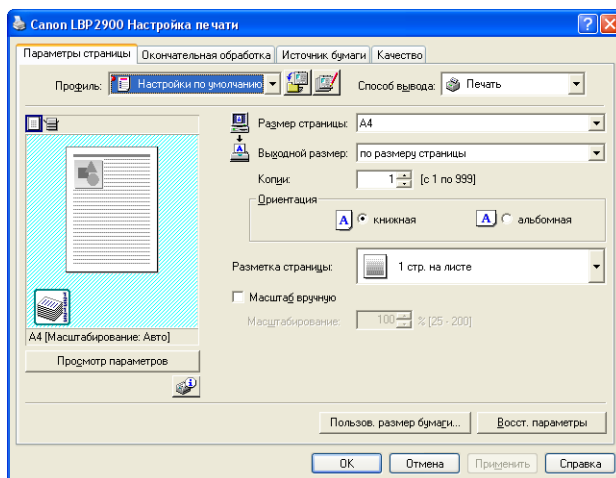 Canon LBP2900 Настройка печати
Параметры страницы Окончательная обработка Источник бумаги Качество
Профиль: Настройки по умолчанию Способ вывода: Печать
Размер страницы: A4
Выходной размер: по размеру страницы
Копии: 1 [с 1 по 999]
Ориентация
A книжная A альбомная
Разметка страницы: 1 стр. на листе
Масштаб вручную
Масштабирование: 100 % [25 - 200]
A4 [Масштабирование: Авто]
Просмотр параметров
Пользов. размер бумаги... Восст. параметры
OK Отмена Применить Справка